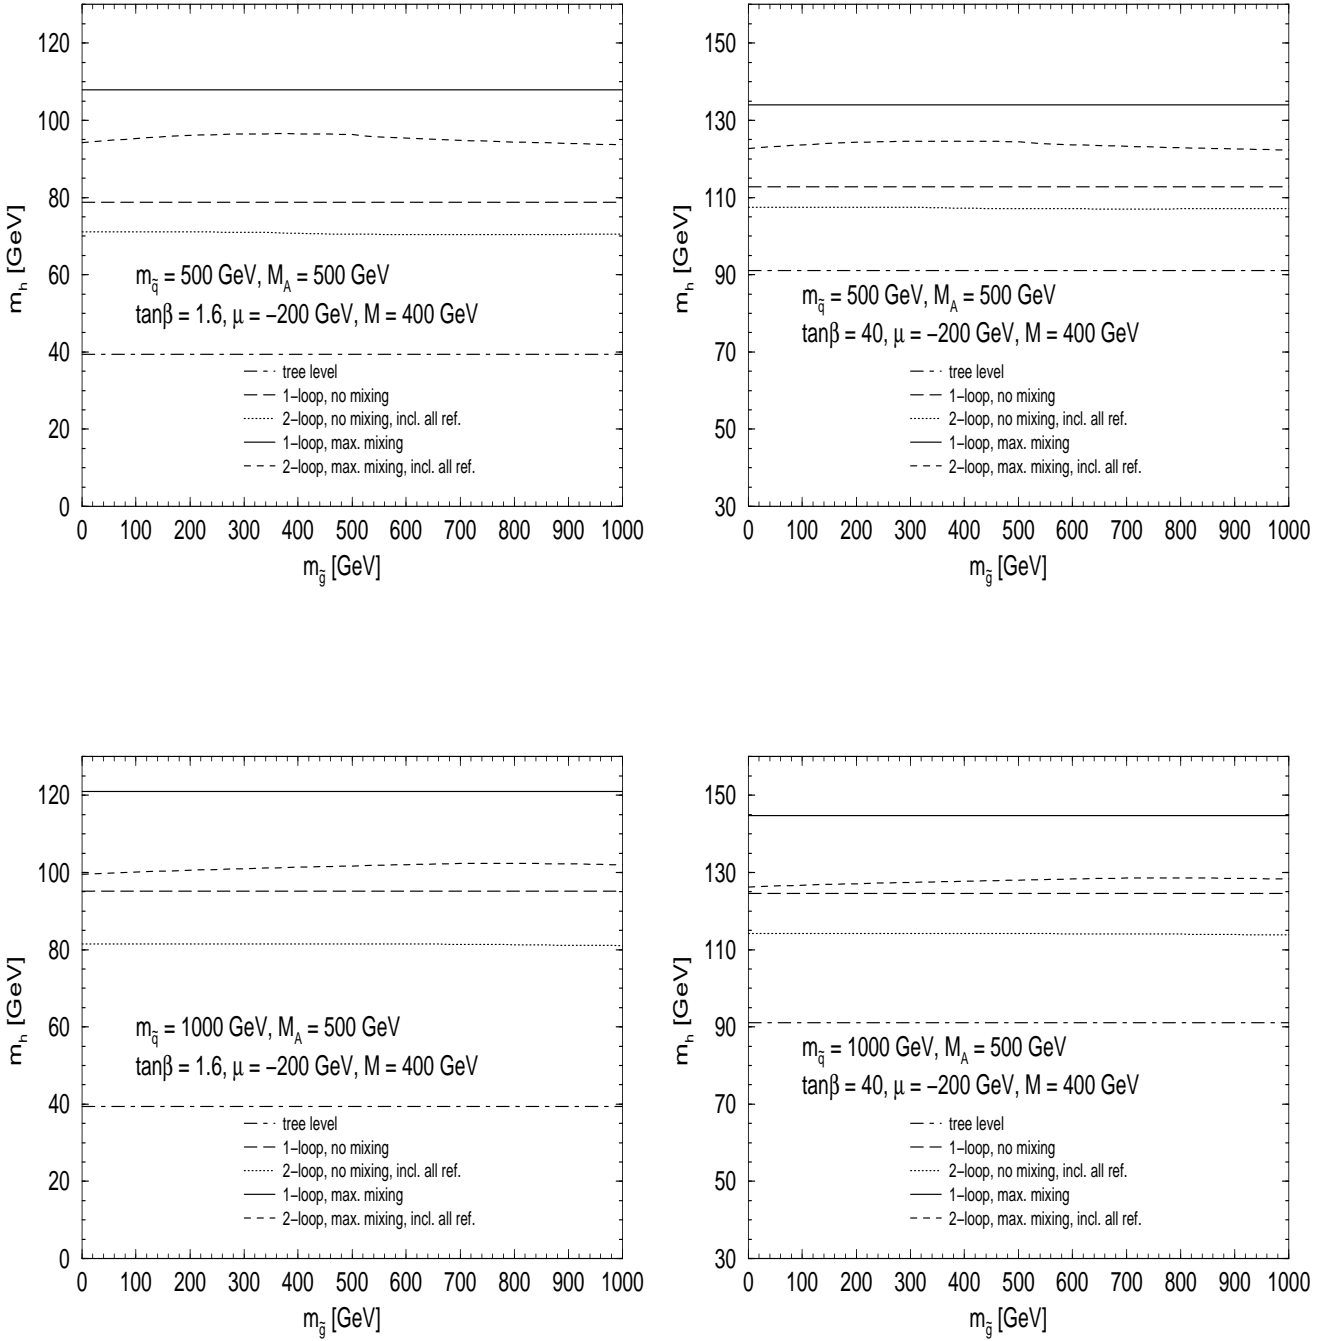 120
100
80
60
40
20
0
m_h [GeV]
m_q̃ = 500 GeV, M_A = 500 GeV
tanβ = 1.6, μ = −200 GeV, M = 400 GeV
tree level
1−loop, no mixing
2−loop, no mixing, incl. all ref.
1−loop, max. mixing
2−loop, max. mixing, incl. all ref.
0 100 200 300 400 500 600 700 800 900 1000
m_g̃ [GeV]
150
130
110
90
70
50
30
m_h [GeV]
m_q̃ = 500 GeV, M_A = 500 GeV
tanβ = 40, μ = −200 GeV, M = 400 GeV
tree level
1−loop, no mixing
2−loop, no mixing, incl. all ref.
1−loop, max. mixing
2−loop, max. mixing, incl. all ref.
0 100 200 300 400 500 600 700 800 900 1000
m_g̃ [GeV]
120
100
80
60
40
20
0
m_h [GeV]
m_q̃ = 1000 GeV, M_A = 500 GeV
tanβ = 1.6, μ = −200 GeV, M = 400 GeV
tree level
1−loop, no mixing
2−loop, no mixing, incl. all ref.
1−loop, max. mixing
2−loop, max. mixing, incl. all ref.
0 100 200 300 400 500 600 700 800 900 1000
m_g̃ [GeV]
150
130
110
90
70
50
30
m_h [GeV]
m_q̃ = 1000 GeV, M_A = 500 GeV
tanβ = 40, μ = −200 GeV, M = 400 GeV
tree level
1−loop, no mixing
2−loop, no mixing, incl. all ref.
1−loop, max. mixing
2−loop, max. mixing, incl. all ref.
0 100 200 300 400 500 600 700 800 900 1000
m_g̃ [GeV]